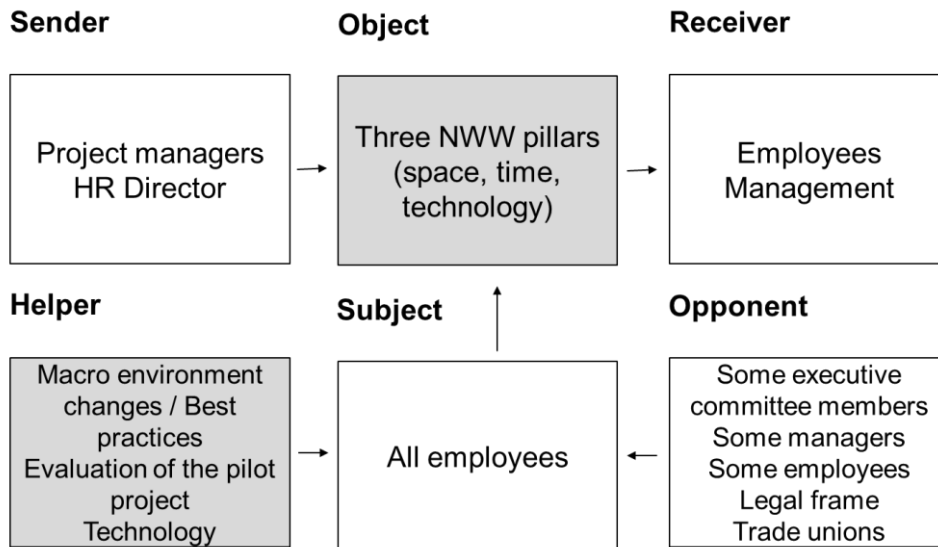 Sender
Object
Receiver
Project managers
HR Director
Three NWW pillars
(space, time,
technology)
Employees
Management
Helper
Subject
Opponent
Macro environment
changes / Best
practices
Evaluation of the pilot
project
Technology
All employees
Some executive
committee members
Some managers
Some employees
Legal frame
Trade unions